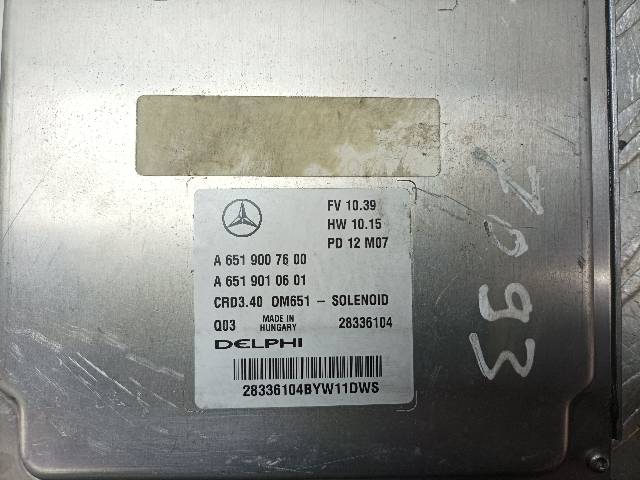 FV 10.39
HW 10.15
PD 12 M07
A 651 900 76 00
A 651 901 06 01
CRD3.40 OM651 - SOLENOID
Q03 MADE IN HUNGARY 28336104
DELPHI
28336104BYW11DWS
1093